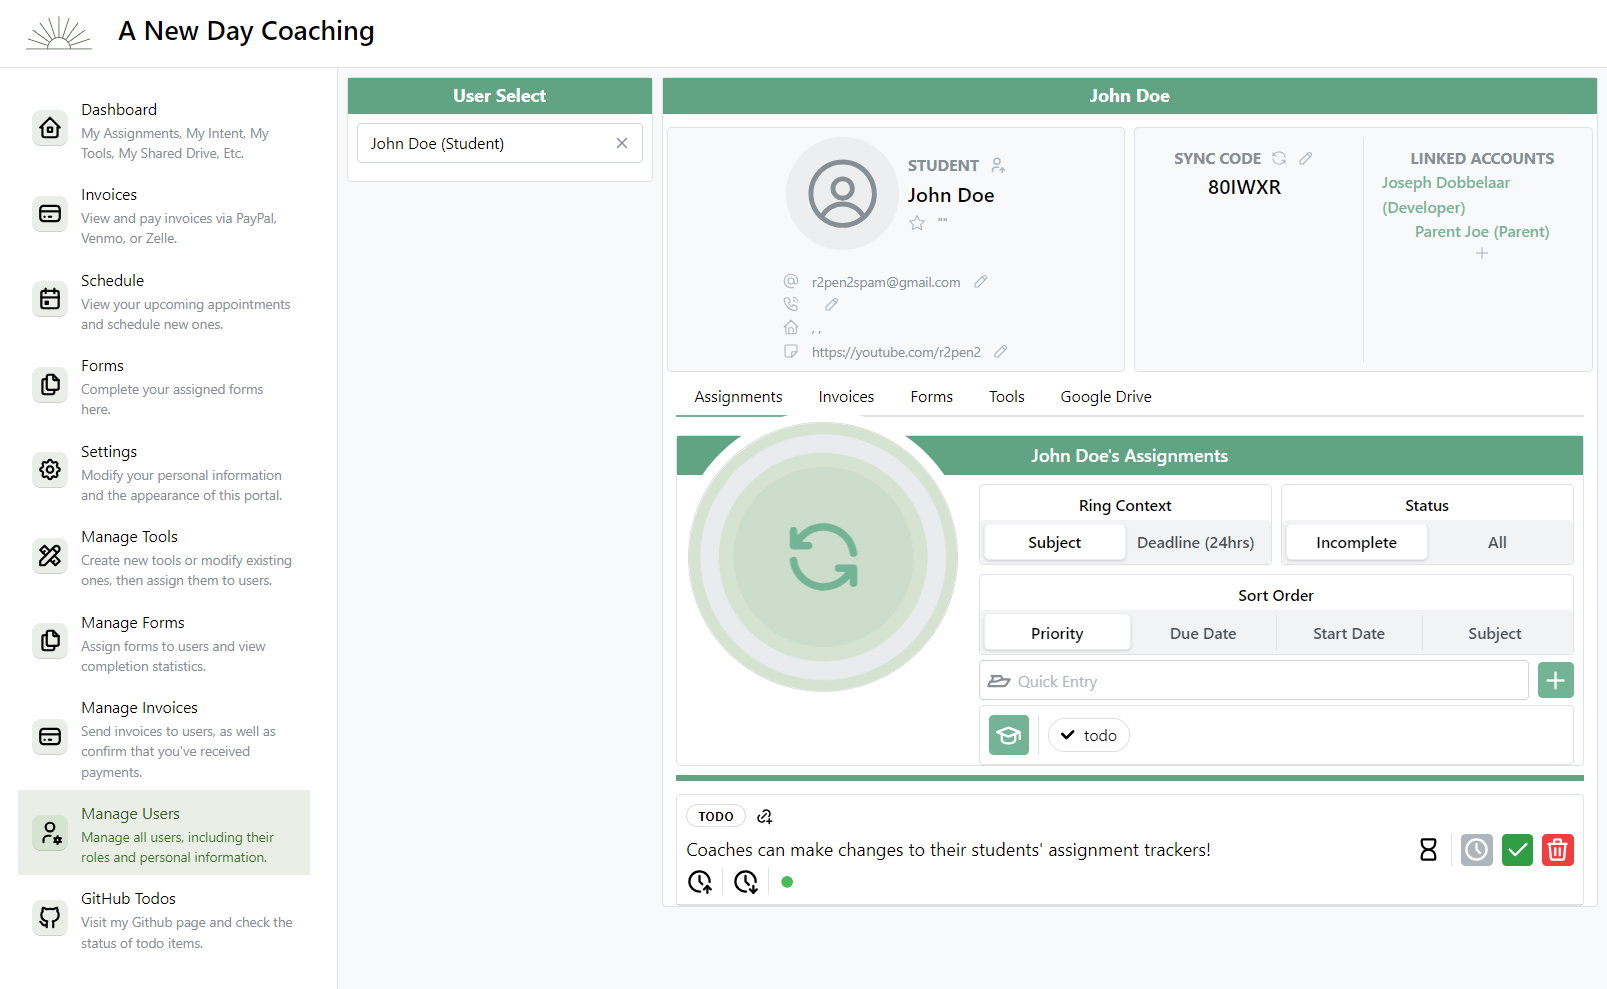 A New Day Coaching
Dashboard
My Assignments, My Intent, My
Tools, My Shared Drive, Etc.
Invoices
View and pay invoices via PayPal,
Venmo, or Zelle.
Schedule
View your upcoming appointments
and schedule new ones.
Forms
Complete your assigned forms
here.
Settings
Modify your personal information
and the appearance of this portal.
Manage Tools
Create new tools or modify existing
ones, then assign them to users.
Manage Forms
Assign forms to users and view
completion statistics.
Manage Invoices
Send invoices to users, as well as
confirm that you've received
payments.
Manage Users
Manage all users, including their
roles and personal information.
GitHub Todos
Visit my Github page and check the
status of todo items.
User Select
John Doe (Student)
John Doe
STUDENT
John Doe
""
r2pen2spam@gmail.com
, ,
https://youtube.com/r2pen2
SYNC CODE
80IWXR
LINKED ACCOUNTS
Joseph Dobbelaar
(Developer)
Parent Joe (Parent)
Assignments
Invoices
Forms
Tools
Google Drive
John Doe's Assignments
Ring Context
Subject
Deadline (24hrs)
Status
Incomplete
All
Sort Order
Priority
Due Date
Start Date
Subject
Quick Entry
todo
TODO
Coaches can make changes to their students' assignment trackers!